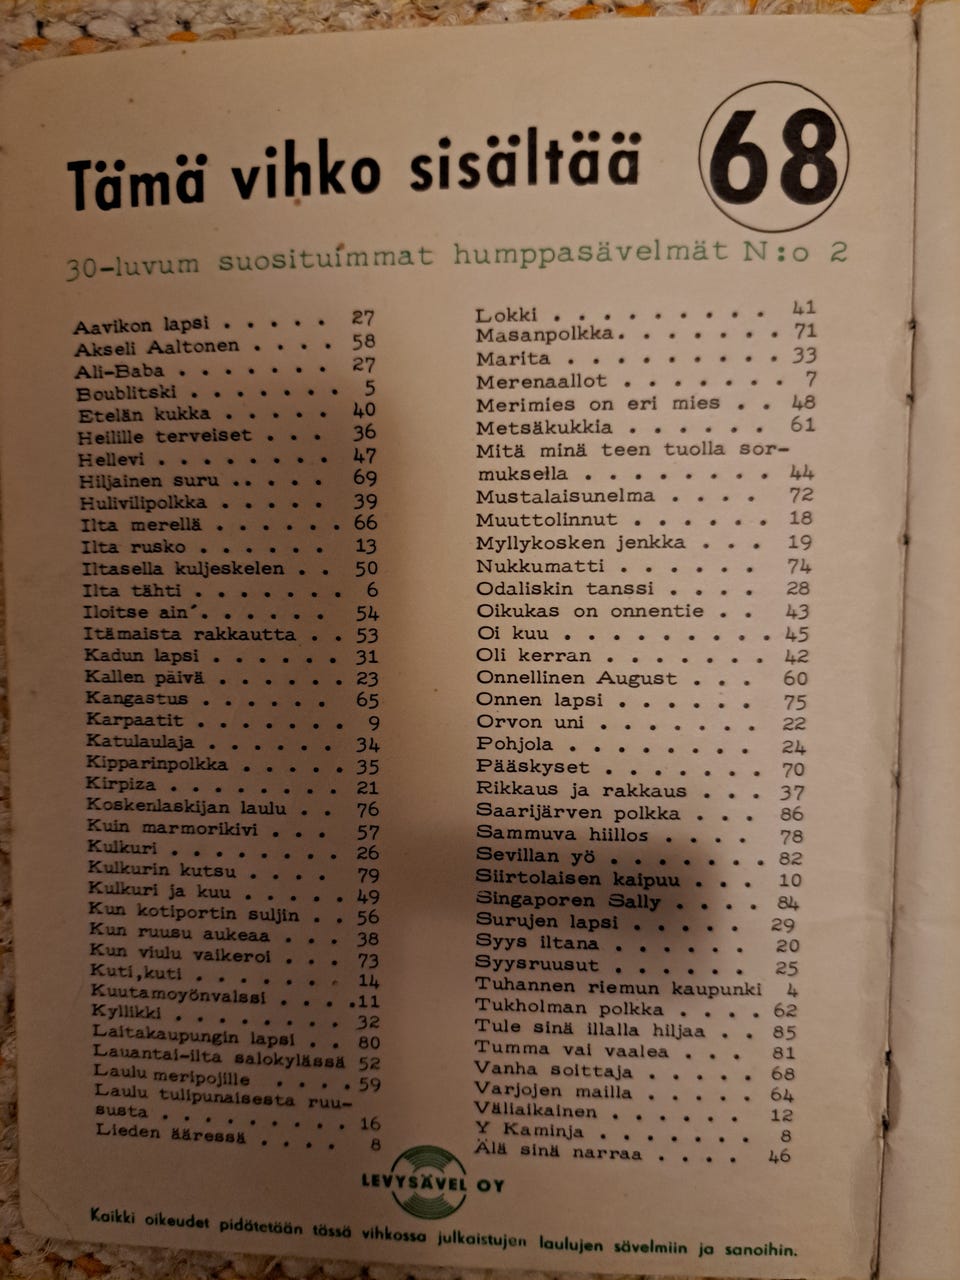 Tämä vihko sisältää 68
30-luvum suosituimmat humppasävelmät N:o 2
Aavikon lapsi . . . . . 27
Akseli Aaltonen . . . . 58
Ali-Baba . . . . . . . 27
Boublitski . . . . . . . 5
Etelän kukka . . . . . 40
Heilille terveiset . . . 36
Hellevi . . . . . . . . 47
Hiljainen suru . . . . . 69
Hulivilipolkka . . . . . 39
Ilta merellä . . . . . . 66
Ilta rusko . . . . . . 13
Iltasella kuljeskelen . . 50
Ilta tähti . . . . . . . 6
Iloitse ain´. . . . . . 54
Itämaista rakkautta . . 53
Kadun lapsi . . . . . . 31
Kallen päivä . . . . . . 23
Kangastus . . . . . . 65
Karpaatit . . . . . . . 9
Katulaulaja . . . . . . 34
Kipparinpolkka . . . . . 35
Kirpiza . . . . . . . . 21
Koskenlaskijan laulu . . 76
Kuin marmorikivi . . . 57
Kulkuri . . . . . . . . 26
Kulkurin kutsu . . . . 79
Kulkuri ja kuu . . . . 49
Kun kotiportin suljin . . 56
Kun ruusu aukeaa . . . 38
Kun viulu vaikeroi . . . 73
Kuti,kuti . . . . . . . 14
Kuutamoyönvalssi . . . .11
Kyllikki . . . . . . . . 32
Laitakaupungin lapsi . . 80
Lauantai-ilta salokylässä 52
Laulu meripojille . . . . 59
Laulu tulipunaisesta ruu-
susta . . . . . . . . 16
Lieden ääressä . . . . 8
Lokki . . . . . . . . . 41
Masanpolkka. . . . . . . 71
Marita . . . . . . . . . 33
Merenaallot . . . . . . 7
Merimies on eri mies . . 48
Metsäkukkia . . . . . . 61
Mitä minä teen tuolla sor-
muksella . . . . . . . . 44
Mustalaisunelma . . . . 72
Muuttolinnut . . . . . . 18
Myllykosken jenkka . . . 19
Nukkumatti . . . . . . 74
Odaliskin tanssi . . . . 28
Oikukas on onnentie . . 43
Oi kuu . . . . . . . . . 45
Oli kerran . . . . . . . 42
Onnellinen August . . . 60
Onnen lapsi . . . . . . 75
Orvon uni . . . . . . . 22
Pohjola . . . . . . . . 24
Pääskyset . . . . . . . 70
Rikkaus ja rakkaus . . . 37
Saarijärven polkka . . . 86
Sammuva hiillos . . . . 78
Sevillan yö . . . . . . . 82
Siirtolaisen kaipuu . . . 10
Singaporen Sally . . . . 84
Surujen lapsi . . . . . 29
Syys iltana . . . . . . 20
Syysruusut . . . . . . 25
Tuhannen riemun kaupunki 4
Tukholman polkka . . . . 62
Tule sinä illalla hiljaa . . 85
Tumma vai vaalea . . . 81
Vanha soittaja . . . . . 68
Varjojen mailla . . . . . 64
Väliaikainen . . . . . . 12
Y Kaminja . . . . . . . 8
Älä sinä narraa . . . . 46
LEVYSÄVEL OY
Kaikki oikeudet pidätetään tässä vihkossa julkaistujen laulujen sävelmiin ja sanoihin.